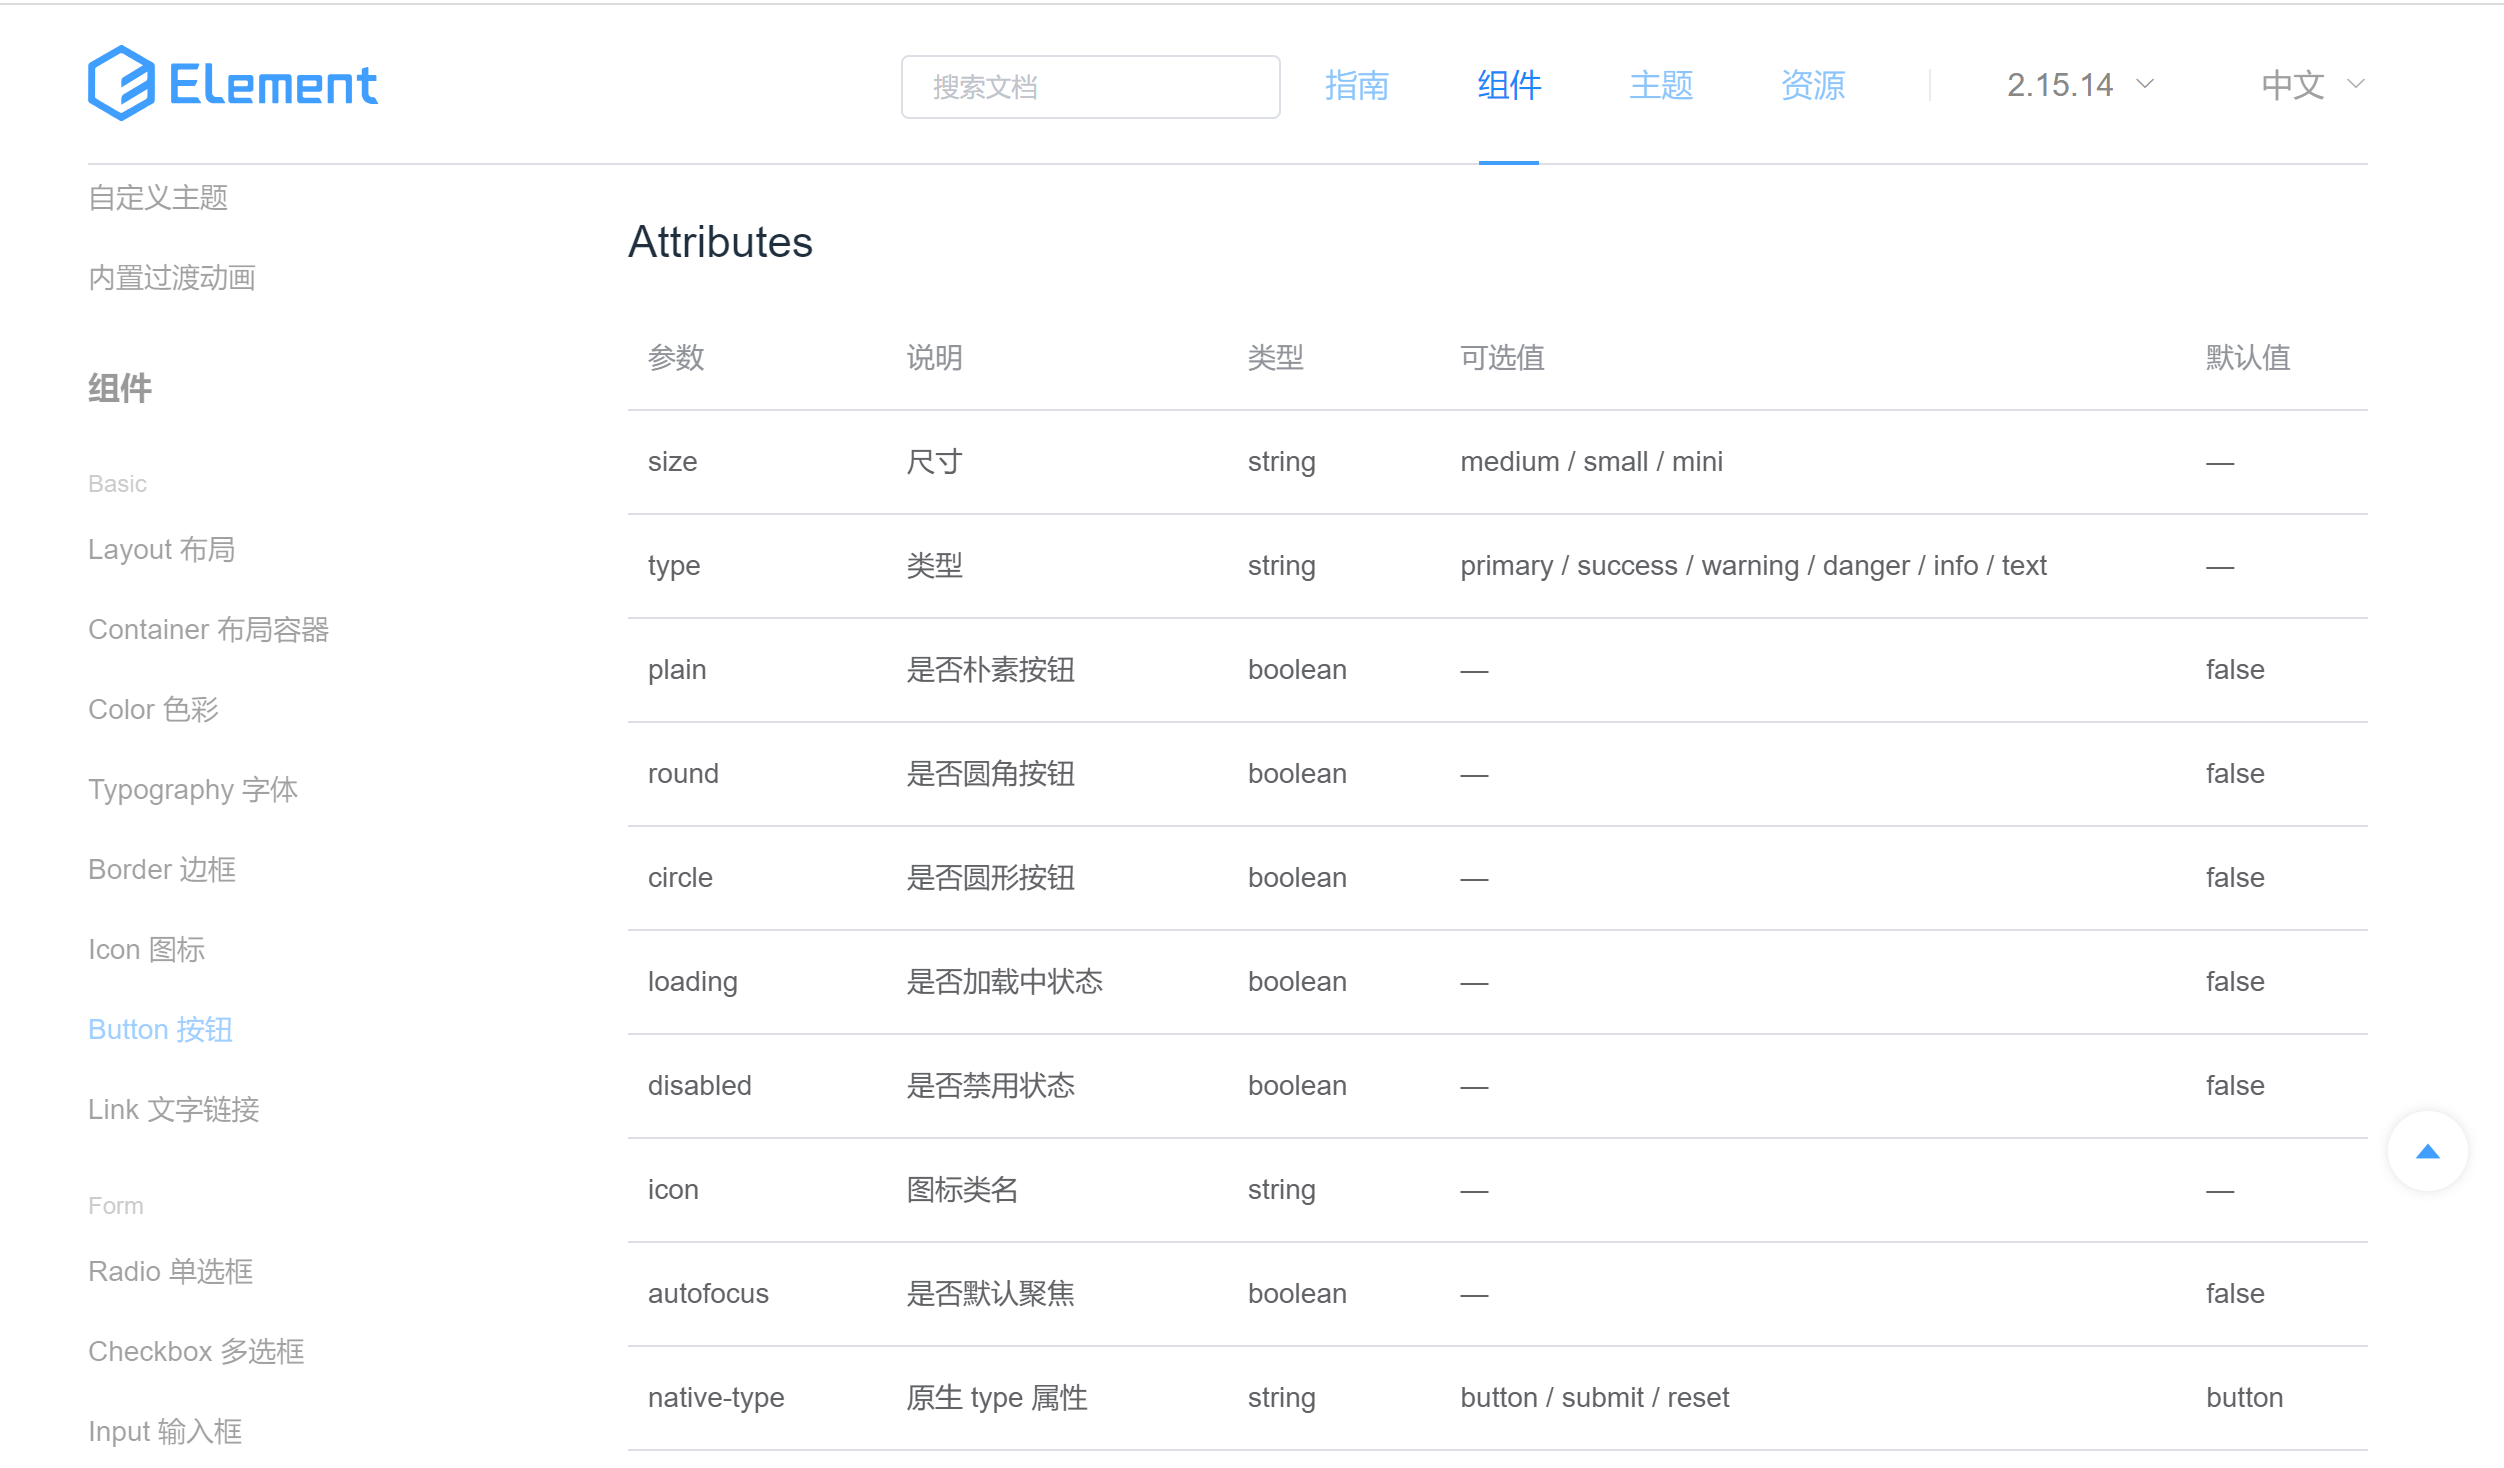 Element
搜索文档 指南 组件 主题 资源 2.15.14 中文
自定义主题
内置过渡动画
组件
Basic
Layout 布局
Container 布局容器
Color 色彩
Typography 字体
Border 边框
Icon 图标
Button 按钮
Link 文字链接
Form
Radio 单选框
Checkbox 多选框
Input 输入框
Attributes
参数 说明 类型 可选值 默认值
size 尺寸 string medium / small / mini —
type 类型 string primary / success / warning / danger / info / text —
plain 是否朴素按钮 boolean — false
round 是否圆角按钮 boolean — false
circle 是否圆形按钮 boolean — false
loading 是否加载中状态 boolean — false
disabled 是否禁用状态 boolean — false
icon 图标类名 string — —
autofocus 是否默认聚焦 boolean — false
native-type 原生 type 属性 string button / submit / reset button